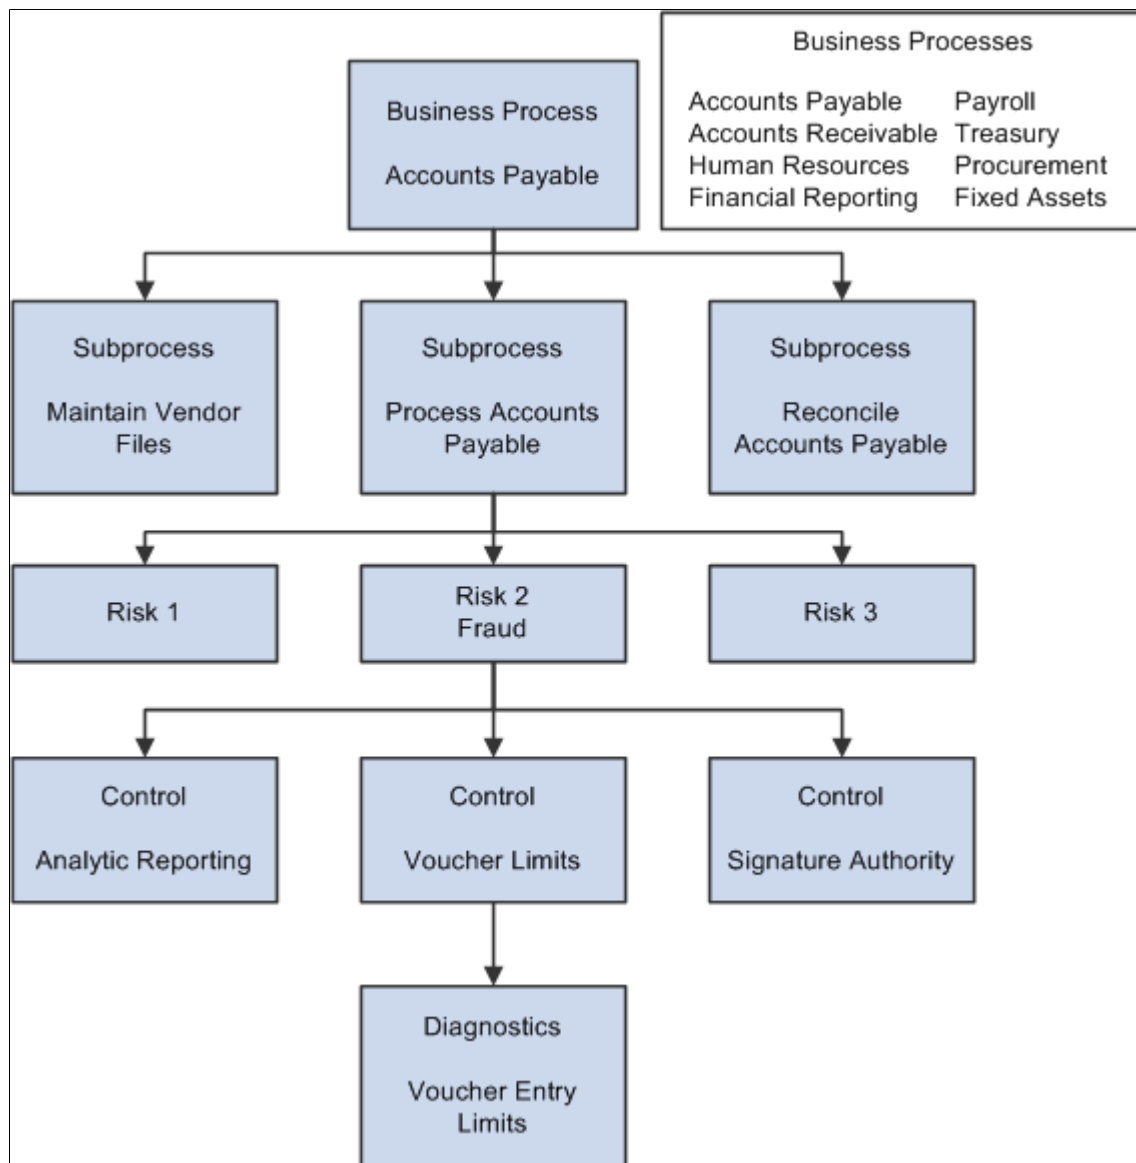 Business Processes
Accounts Payable Payroll
Accounts Receivable Treasury
Human Resources Procurement
Financial Reporting Fixed Assets
Business Process
Accounts Payable
Subprocess
Maintain Vendor
Files
Subprocess
Process Accounts
Payable
Subprocess
Reconcile
Accounts Payable
Risk 1
Risk 2
Fraud
Risk 3
Control
Analytic Reporting
Control
Voucher Limits
Control
Signature Authority
Diagnostics
Voucher Entry
Limits